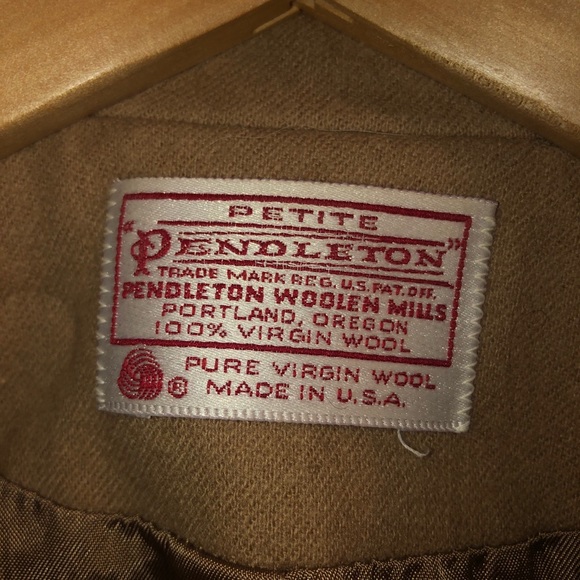 PETITE
"PENDLETON"
TRADE MARK REG. U.S. PAT. OFF.
PENDLETON WOOLEN MILLS
PORTLAND, OREGON
100% VIRGIN WOOL
® PURE VIRGIN WOOL
MADE IN U.S.A.